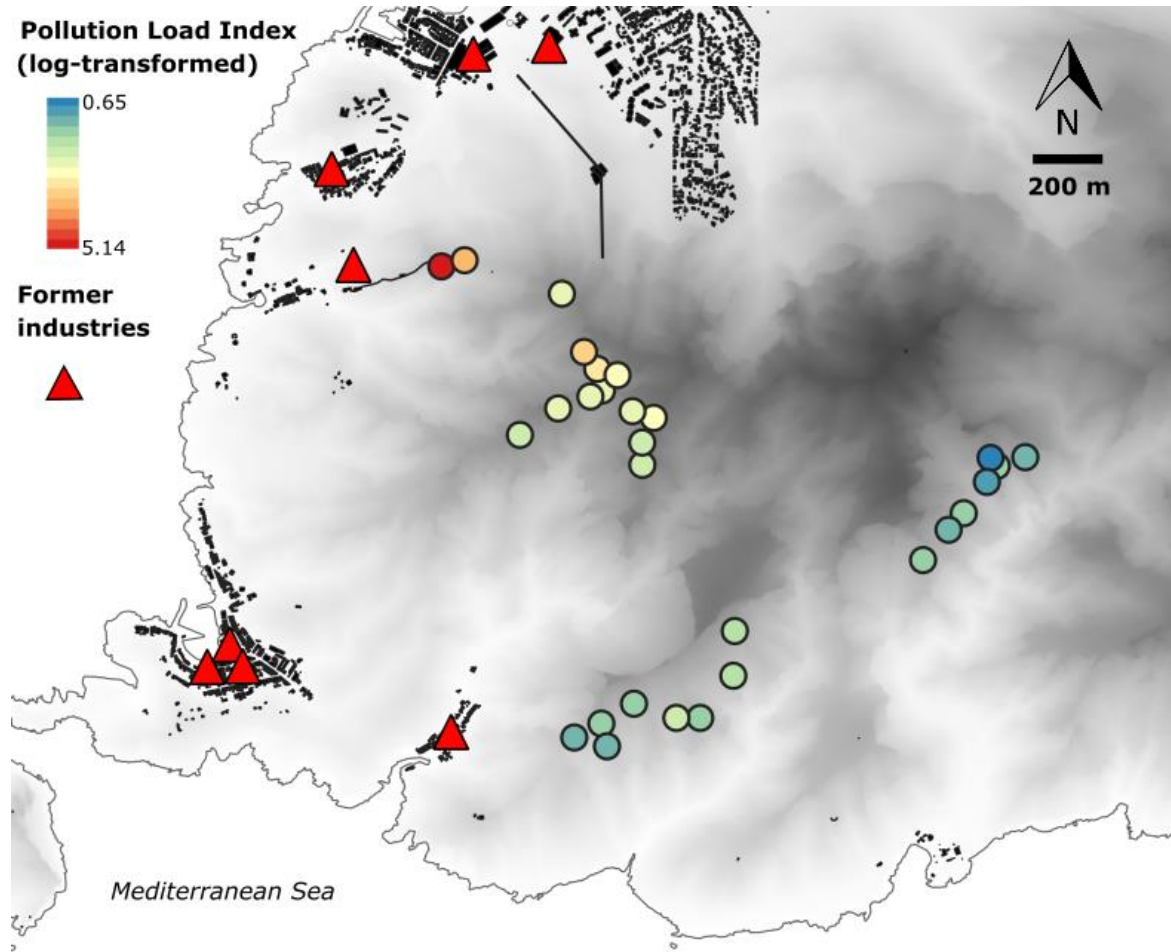 Pollution Load Index
(log-transformed)
0.65
5.14
Former
industries
N
200 m
Mediterranean Sea